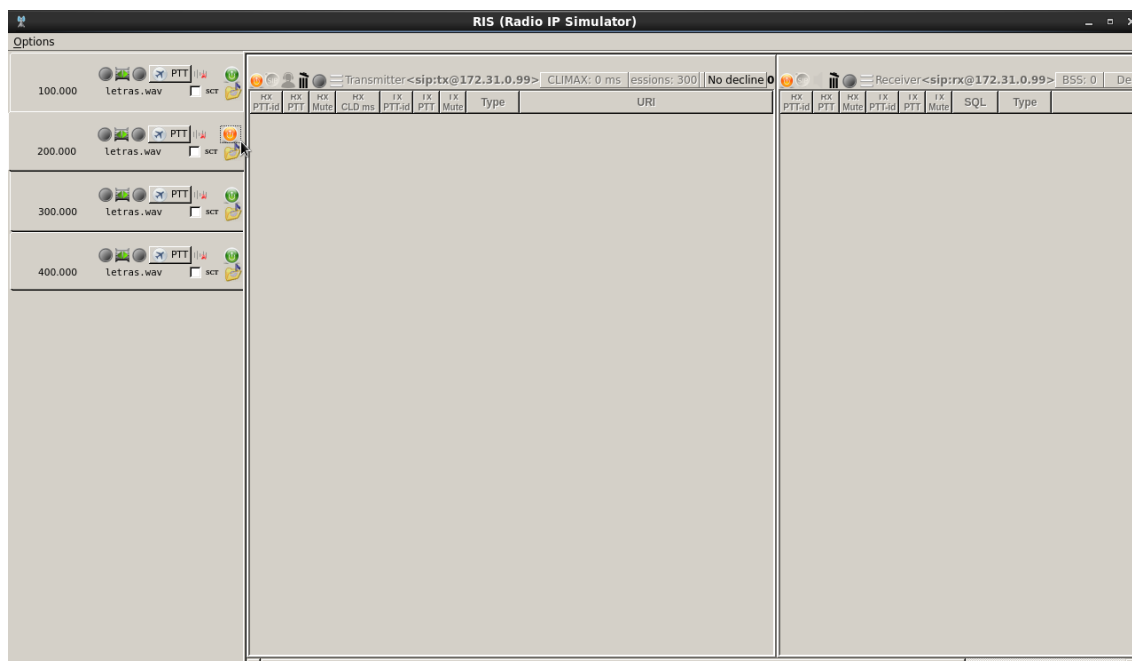 RIS (Radio IP Simulator)
Options
100.000
PTT
letras.wav
SCT
200.000
PTT
letras.wav
SCT
300.000
PTT
letras.wav
SCT
400.000
PTT
letras.wav
SCT
Transmitter<sip:tx@172.31.0.99> CLIMAX: 0 ms essions: 300 No decline 0
RX PTT-id RX PTT RX Mute RX CLD ms TX PTT-id TX PTT TX Mute Type URI
Receiver<sip:rx@172.31.0.99> BSS: 0 De
RX PTT-id RX PTT RX Mute TX PTT-id TX PTT TX Mute SQL Type